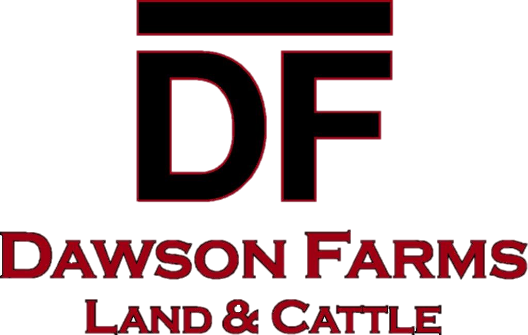 DF
DAWSON FARMS
LAND & CATTLE